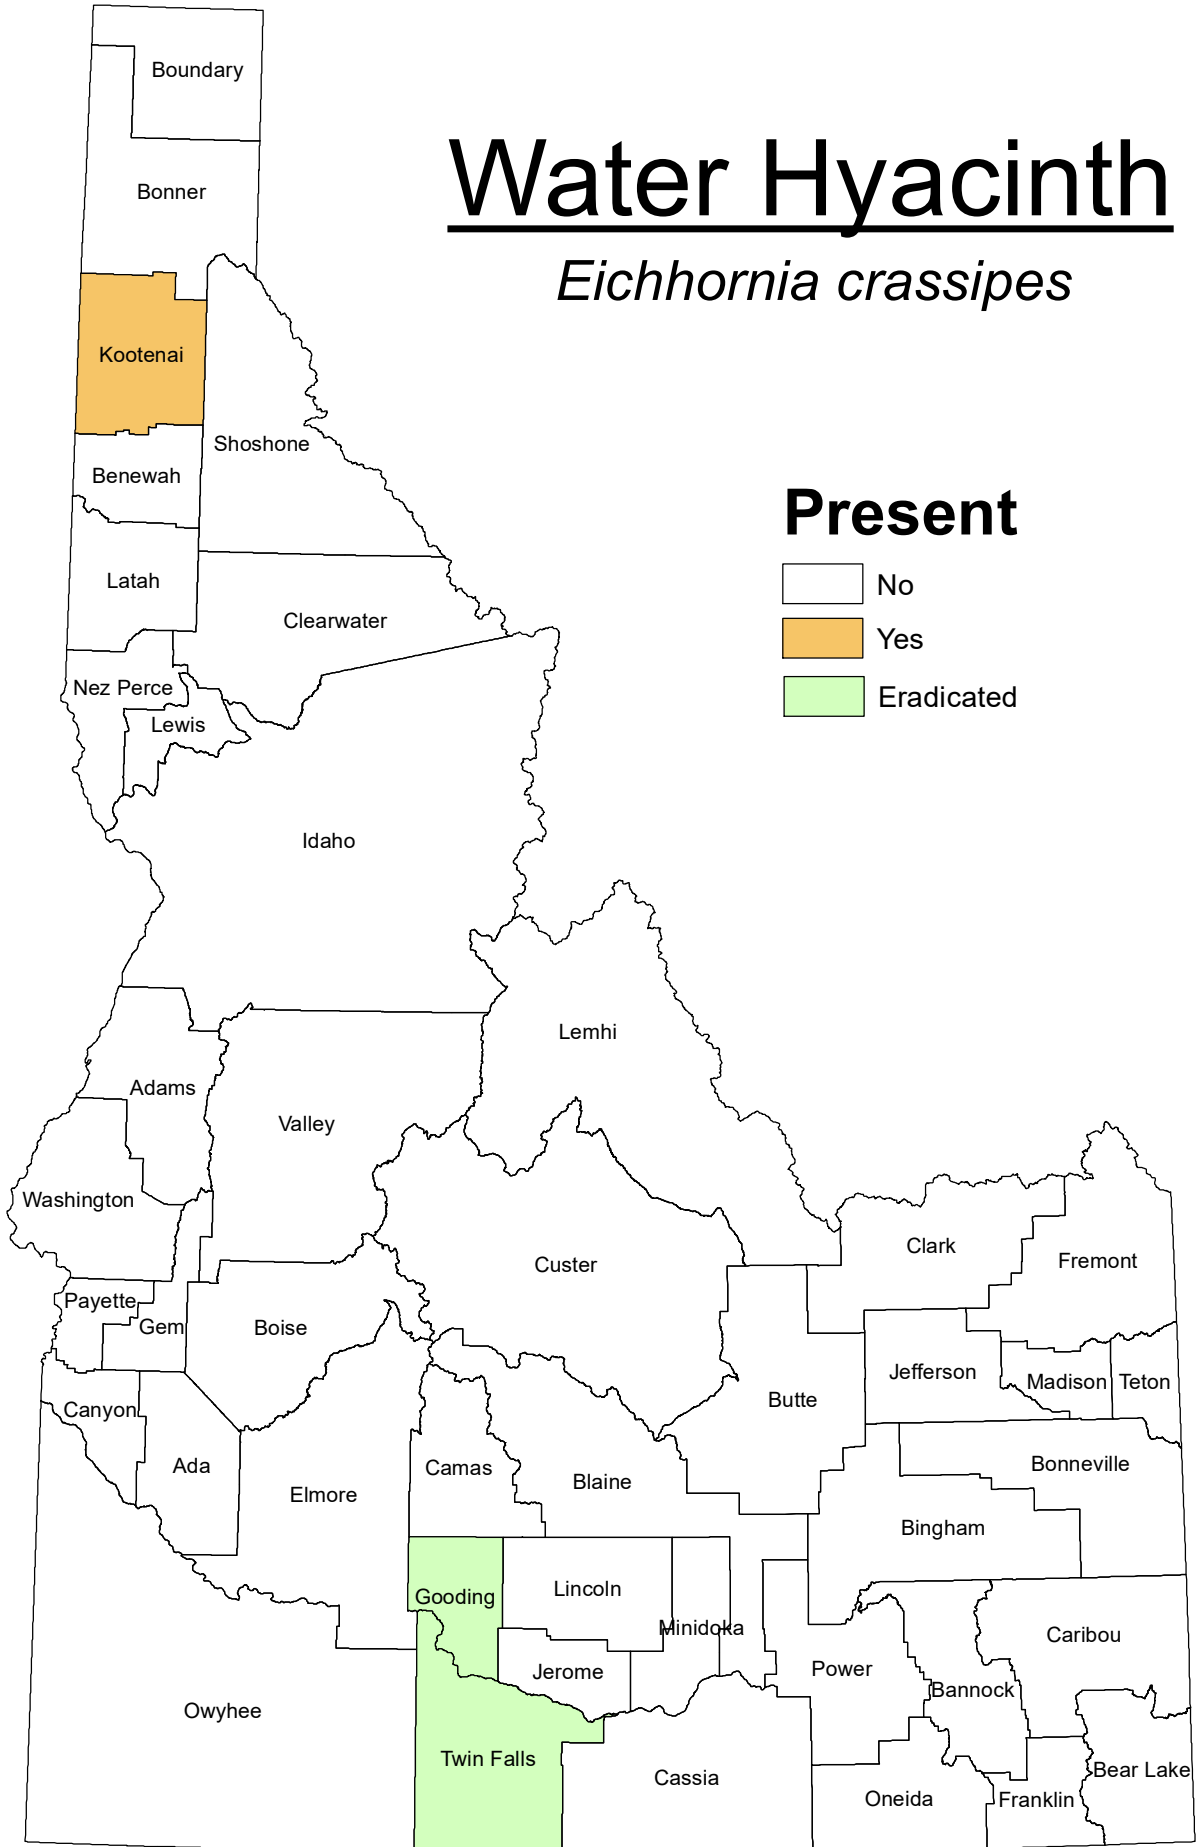 Water Hyacinth
Eichhornia crassipes
Present
No
Yes
Eradicated
Boundary
Bonner
Kootenai
Shoshone
Benewah
Latah
Clearwater
Nez Perce
Lewis
Idaho
Lemhi
Adams
Valley
Washington
Clark
Fremont
Custer
Payette
Gem
Boise
Jefferson
Madison
Teton
Butte
Canyon
Ada
Camas
Blaine
Bonneville
Elmore
Bingham
Gooding
Lincoln
Minidoka
Caribou
Jerome
Power
Bannock
Owyhee
Twin Falls
Cassia
Bear Lake
Oneida
Franklin